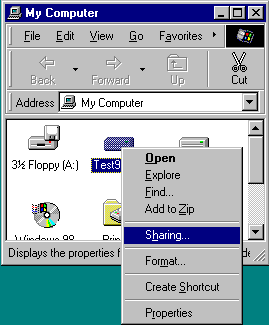 My Computer
File Edit View Go Favorites
Back Forward Up Cut
Address My Computer
3½ Floppy (A:) Test9
Open
Explore
Find...
Add to Zip
Sharing...
Format...
Create Shortcut
Properties
Windows 98 Prin
Displays the properties f